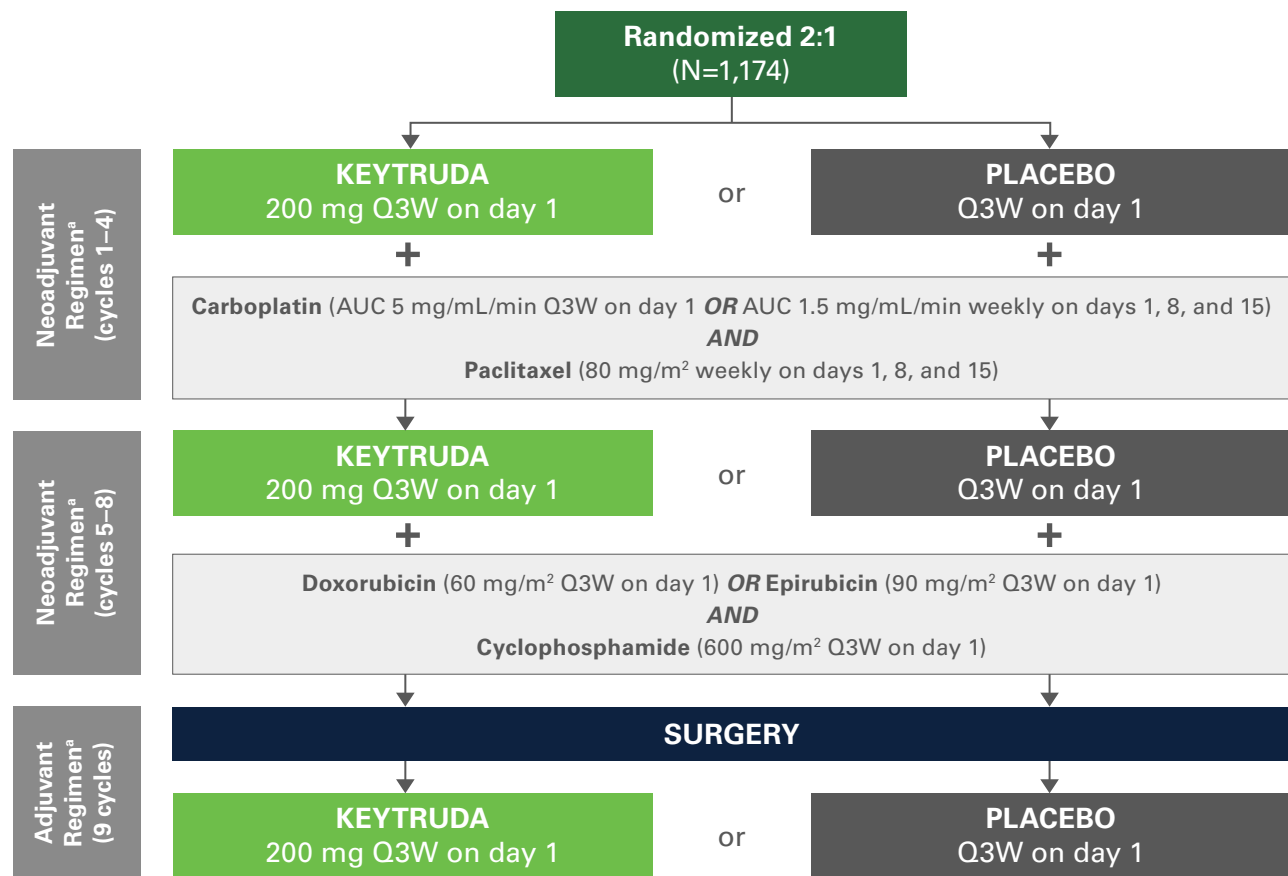 Randomized 2:1
(N=1,174)
Neoadjuvant
Regimenᵃ
(cycles 1–4)
KEYTRUDA
200 mg Q3W on day 1
or
PLACEBO
Q3W on day 1
+
+
Carboplatin (AUC 5 mg/mL/min Q3W on day 1 OR AUC 1.5 mg/mL/min weekly on days 1, 8, and 15)
AND
Paclitaxel (80 mg/m² weekly on days 1, 8, and 15)
Neoadjuvant
Regimenᵃ
(cycles 5–8)
KEYTRUDA
200 mg Q3W on day 1
or
PLACEBO
Q3W on day 1
+
+
Doxorubicin (60 mg/m² Q3W on day 1) OR Epirubicin (90 mg/m² Q3W on day 1)
AND
Cyclophosphamide (600 mg/m² Q3W on day 1)
Adjuvant
Regimenᵃ
(9 cycles)
SURGERY
KEYTRUDA
200 mg Q3W on day 1
or
PLACEBO
Q3W on day 1